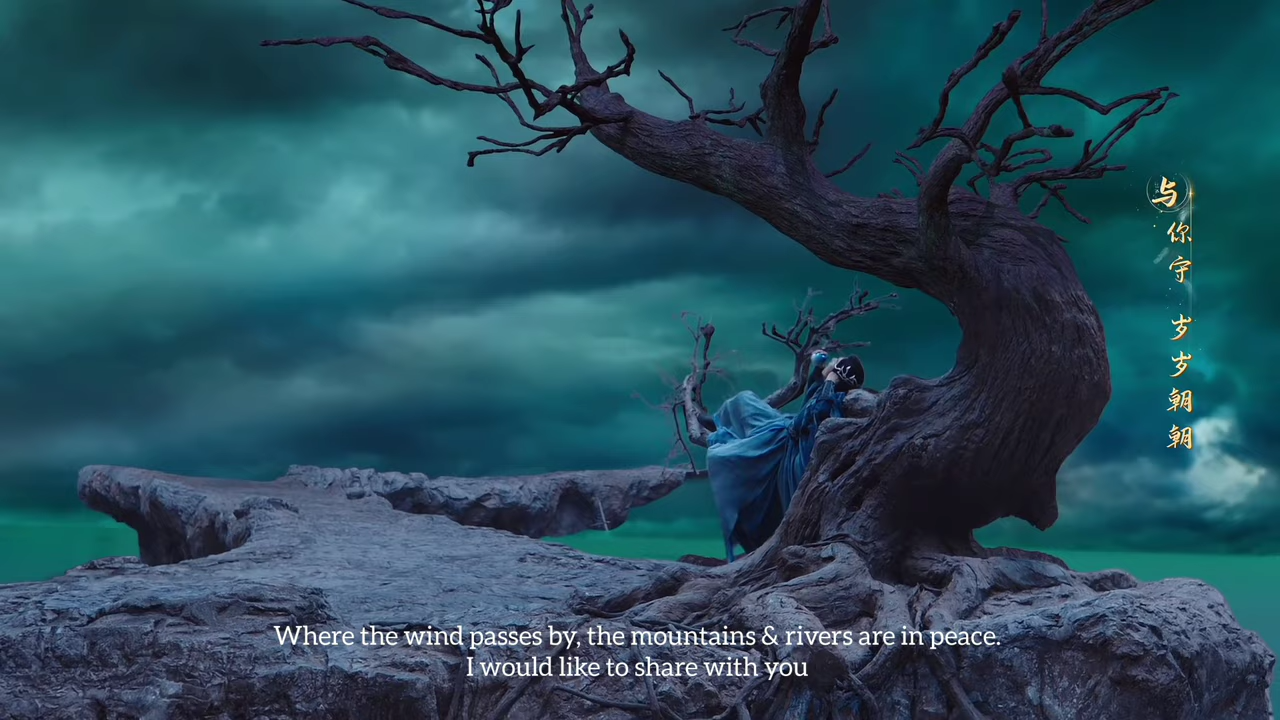 与你守 岁岁朝朝
Where the wind passes by, the mountains & rivers are in peace.
I would like to share with you